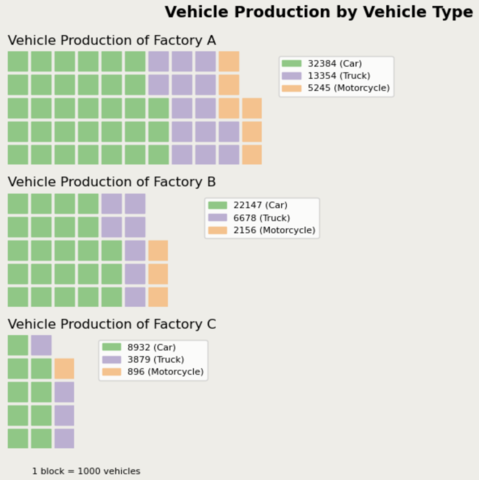 Vehicle Production by Vehicle Type
Vehicle Production of Factory A
32384 (Car)
13354 (Truck)
5245 (Motorcycle)
Vehicle Production of Factory B
22147 (Car)
6678 (Truck)
2156 (Motorcycle)
Vehicle Production of Factory C
8932 (Car)
3879 (Truck)
896 (Motorcycle)
1 block = 1000 vehicles